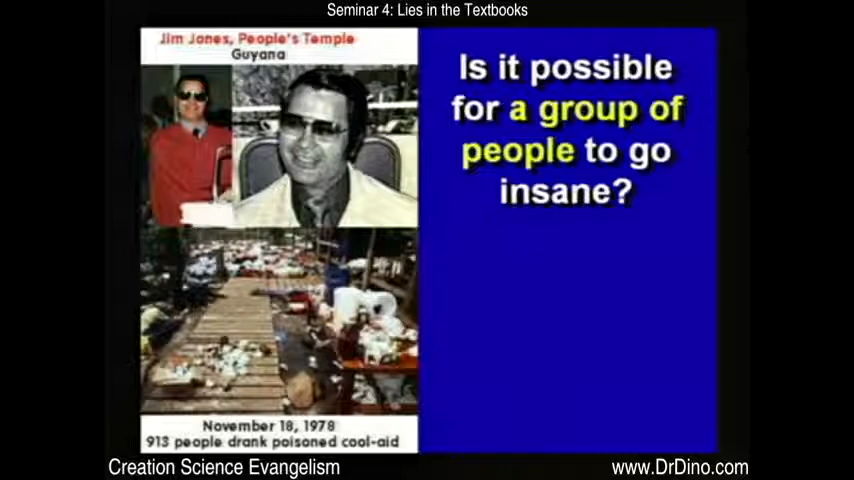 Seminar 4: Lies in the Textbooks
Jim Jones, People's Temple
Guyana
Is it possible
for a group of
people to go
insane?
November 18, 1978
913 people drank poisoned cool-aid
Creation Science Evangelism
www.DrDino.com